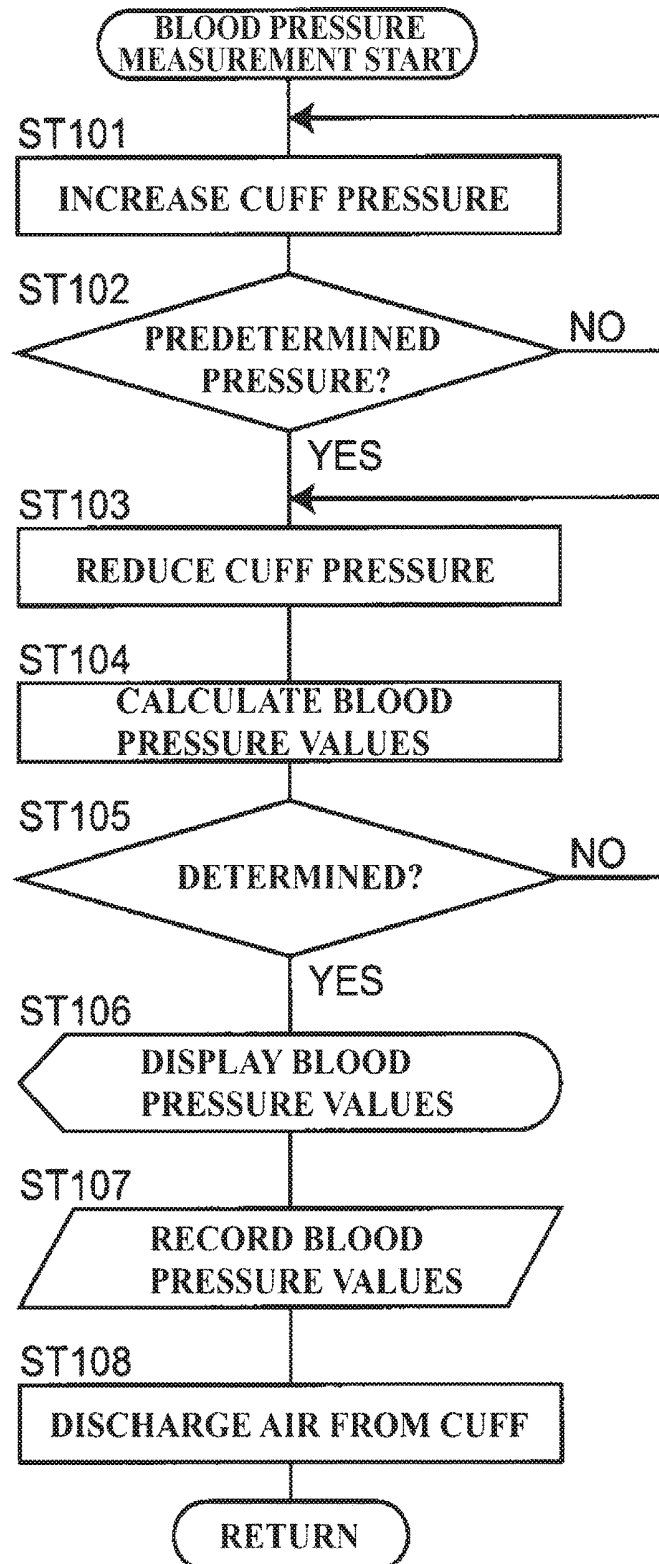 BLOOD PRESSURE
MEASUREMENT START
ST101
INCREASE CUFF PRESSURE
ST102
PREDETERMINED
PRESSURE?
NO
YES
ST103
REDUCE CUFF PRESSURE
ST104
CALCULATE BLOOD
PRESSURE VALUES
ST105
DETERMINED?
NO
YES
ST106
DISPLAY BLOOD
PRESSURE VALUES
ST107
RECORD BLOOD
PRESSURE VALUES
ST108
DISCHARGE AIR FROM CUFF
RETURN